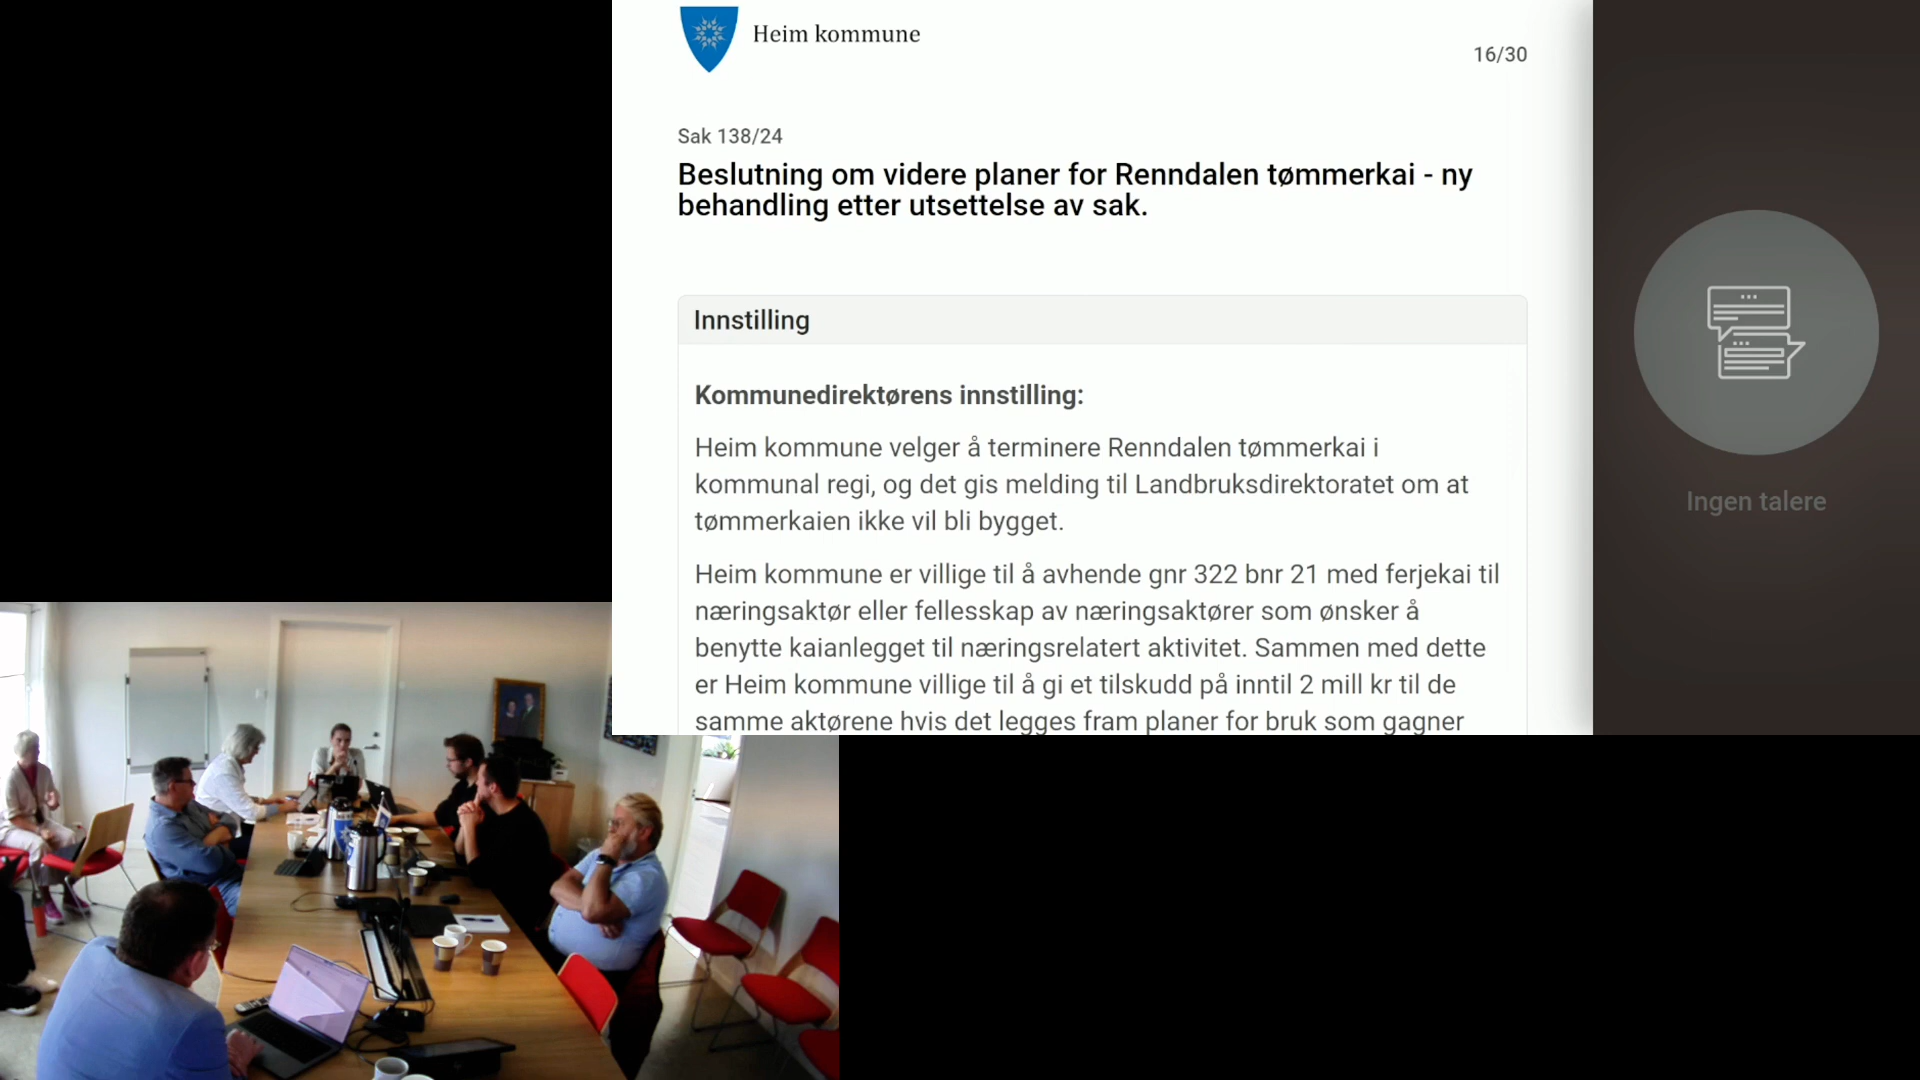 Heim kommune
16/30
Sak 138/24
Beslutning om videre planer for Renndalen tømmerkai - ny
behandling etter utsettelse av sak.
Innstilling
Kommunedirektørens innstilling:
Heim kommune velger å terminere Renndalen tømmerkai i
kommunal regi, og det gis melding til Landbruksdirektoratet om at
tømmerkaien ikke vil bli bygget.
Heim kommune er villige til å avhende gnr 322 bnr 21 med ferjekai til
næringsaktør eller fellesskap av næringsaktører som ønsker å
benytte kaianlegget til næringsrelatert aktivitet. Sammen med dette
er Heim kommune villige til å gi et tilskudd på inntil 2 mill kr til de
samme aktørene hvis det legges fram planer for bruk som gagner
Ingen talere